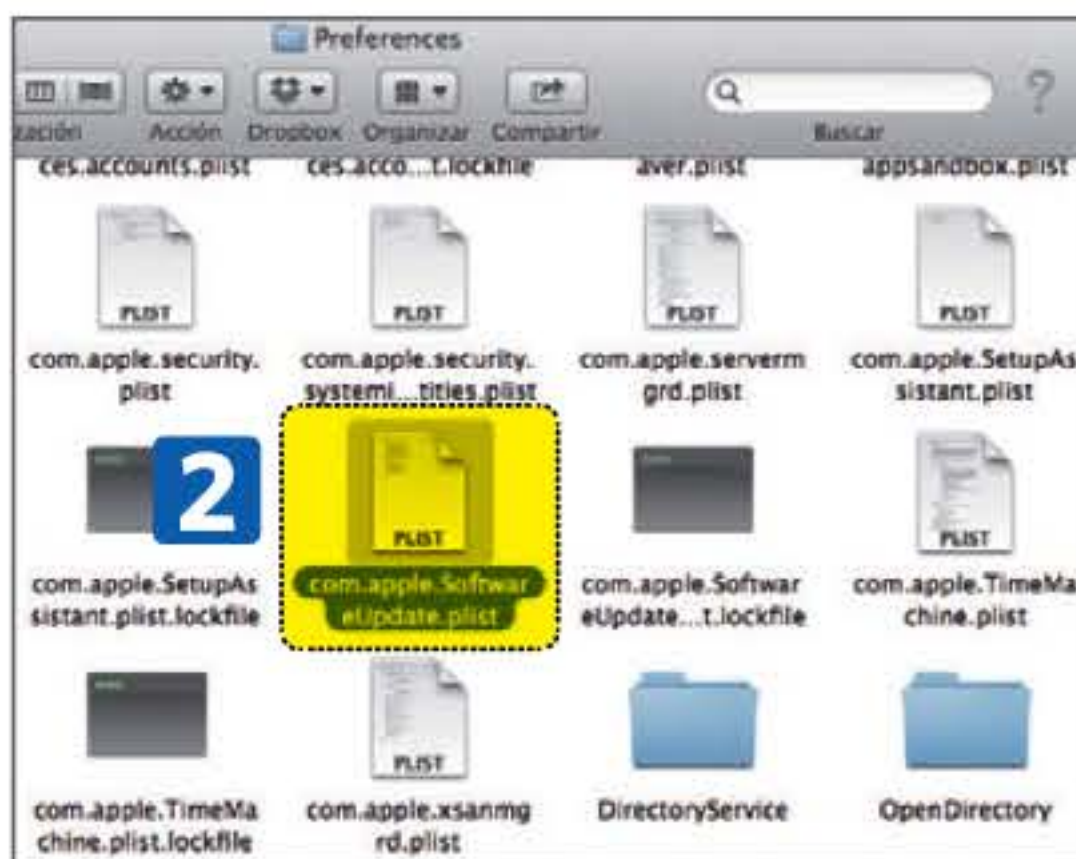 Preferences
zación Acción Dropbox Organizar Compartir Buscar
?
ces.accounts.plist ces.acco...t.lockfile aver.plist appsandbox.plist
PLIST PLIST PLIST PLIST
com.apple.security. com.apple.security. com.apple.serverm com.apple.SetupAs
plist systemi...tities.plist grd.plist sistant.plist
2
PLIST PLIST
com.apple.SetupAs com.apple.Softwar com.apple.Softwar com.apple.TimeMa
sistant.plist.lockfile eUpdate.plist eUpdate...t.lockfile chine.plist
PLIST
com.apple.TimeMa com.apple.xsanmg DirectoryService OpenDirectory
chine.plist.lockfile rd.plist